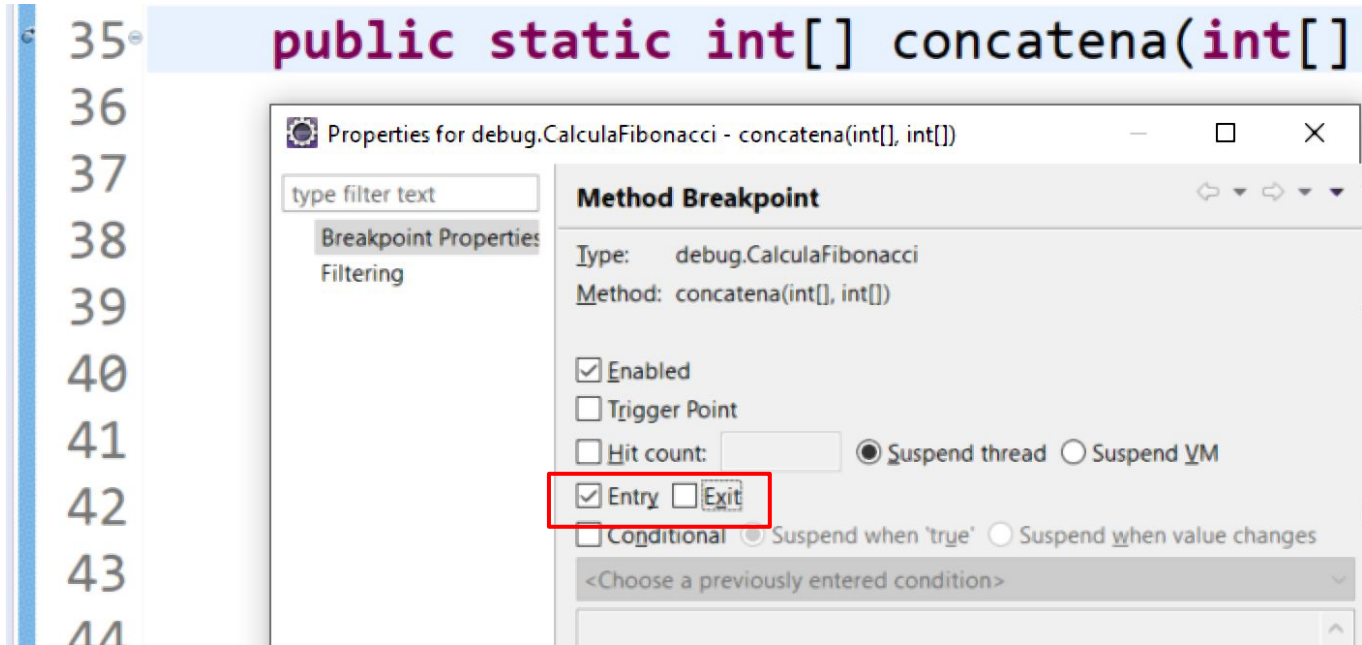 35 public static int[] concatena(int[]
36
Properties for debug.CalculaFibonacci - concatena(int[], int[])
37
type filter text
Method Breakpoint
38
Breakpoint Properties
Type: debug.CalculaFibonacci
Filtering
39
Method: concatena(int[], int[])
40
Enabled
Trigger Point
41
Hit count: Suspend thread Suspend VM
42
Entry Exit
Conditional Suspend when 'true' Suspend when value changes
43
<Choose a previously entered condition>
44